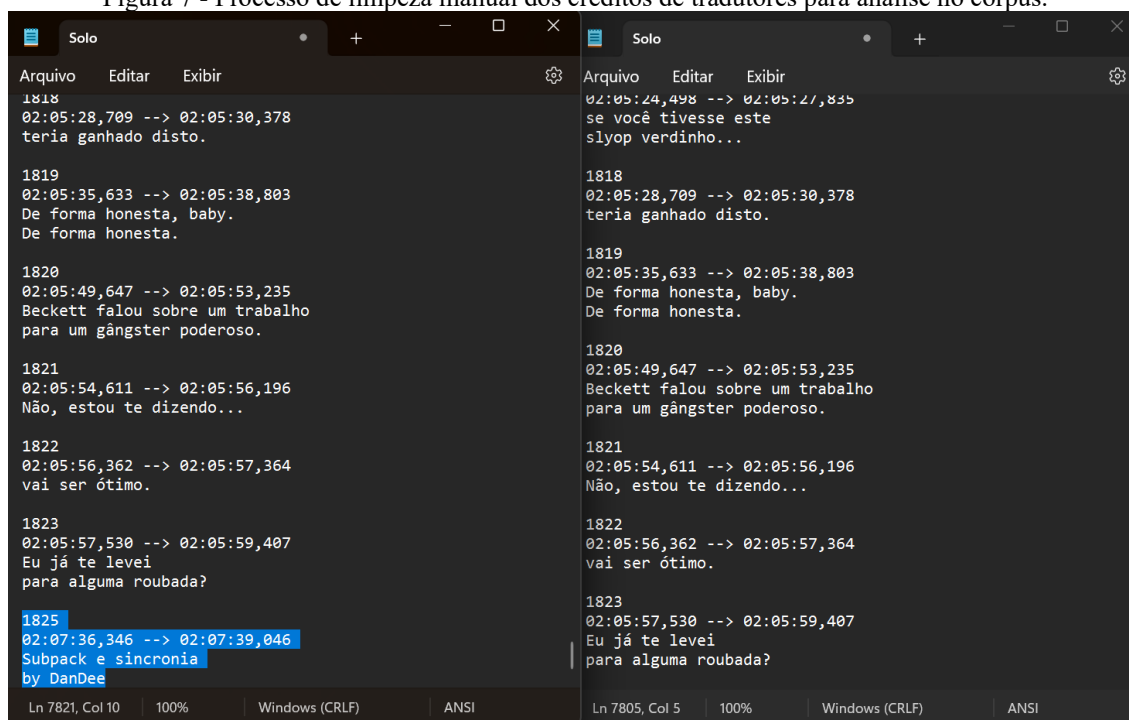 Figura 7 - Processo de limpeza manual dos créditos de tradutores para análise no corpus.
Solo
Arquivo Editar Exibir
1818
02:05:28,709 --> 02:05:30,378
teria ganhado disto.
1819
02:05:35,633 --> 02:05:38,803
De forma honesta, baby.
De forma honesta.
1820
02:05:49,647 --> 02:05:53,235
Beckett falou sobre um trabalho
para um gângster poderoso.
1821
02:05:54,611 --> 02:05:56,196
Não, estou te dizendo...
1822
02:05:56,362 --> 02:05:57,364
vai ser ótimo.
1823
02:05:57,530 --> 02:05:59,407
Eu já te levei
para alguma roubada?
1825
02:07:36,346 --> 02:07:39,046
Subpack e sincronia
by DanDee
Ln 7821, Col 10 100% Windows (CRLF) ANSI
Solo
Arquivo Editar Exibir
02:05:24,498 --> 02:05:27,835
se você tivesse este
slyop verdinho...
1818
02:05:28,709 --> 02:05:30,378
teria ganhado disto.
1819
02:05:35,633 --> 02:05:38,803
De forma honesta, baby.
De forma honesta.
1820
02:05:49,647 --> 02:05:53,235
Beckett falou sobre um trabalho
para um gângster poderoso.
1821
02:05:54,611 --> 02:05:56,196
Não, estou te dizendo...
1822
02:05:56,362 --> 02:05:57,364
vai ser ótimo.
1823
02:05:57,530 --> 02:05:59,407
Eu já te levei
para alguma roubada?
Ln 7805, Col 5 100% Windows (CRLF) ANSI